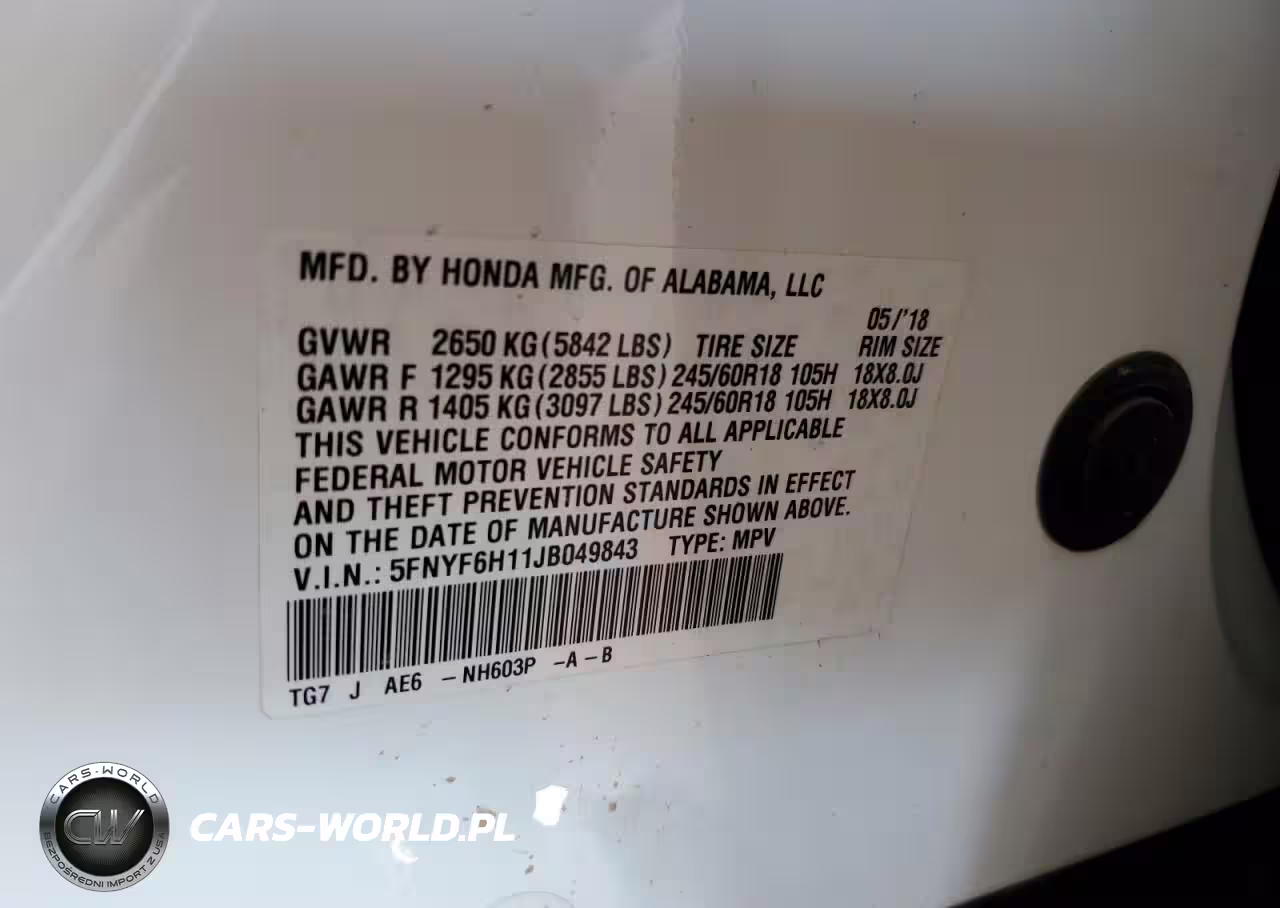 MFD. BY HONDA MFG. OF ALABAMA, LLC
05/'18
GVWR 2650 KG (5842 LBS) TIRE SIZE RIM SIZE
GAWR F 1295 KG (2855 LBS) 245/60R18 105H 18X8.0J
GAWR R 1405 KG (3097 LBS) 245/60R18 105H 18X8.0J
THIS VEHICLE CONFORMS TO ALL APPLICABLE
FEDERAL MOTOR VEHICLE SAFETY
AND THEFT PREVENTION STANDARDS IN EFFECT
ON THE DATE OF MANUFACTURE SHOWN ABOVE.
V.I.N.: 5FNYF6H11JB049843 TYPE: MPV
TG7 J AE6 - NH603P -A - B
CARS-WORLD
CW
BEZPOŚREDNI IMPORT Z USA
CARS-WORLD.PL